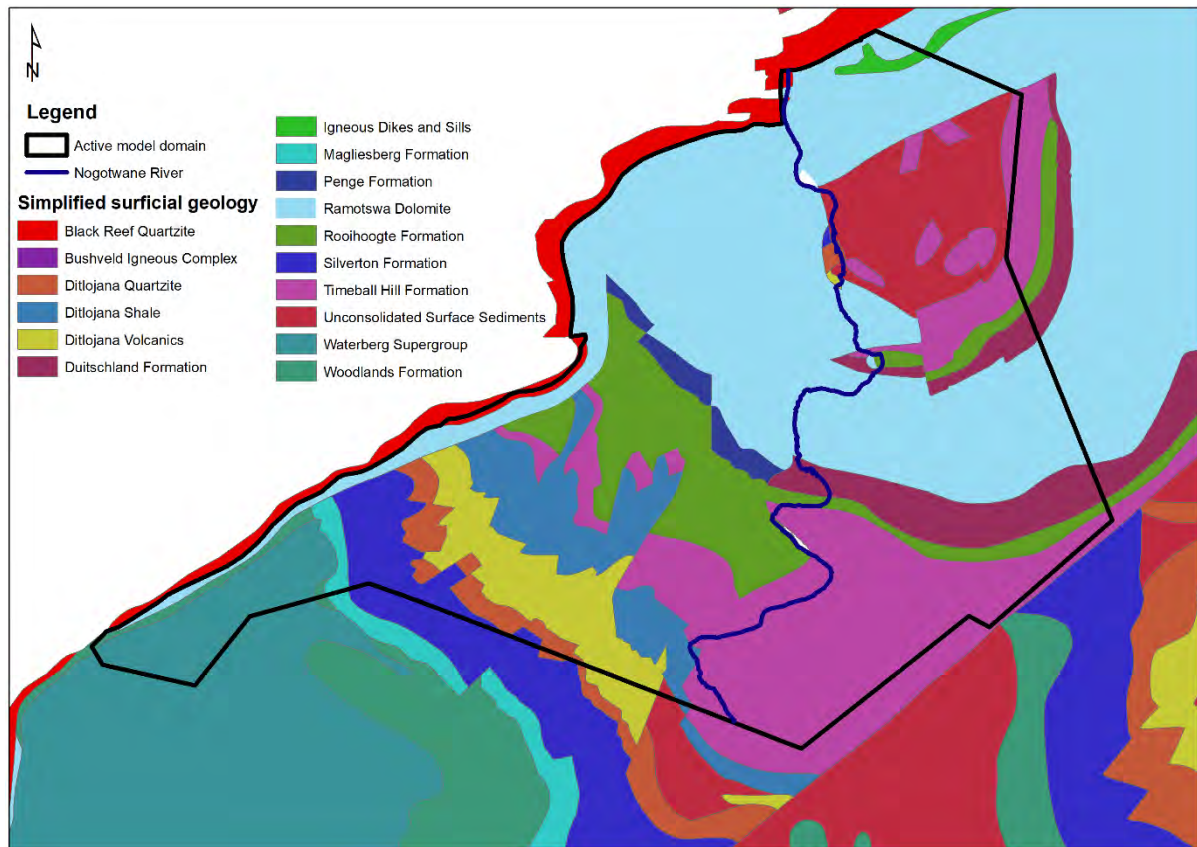 N
Legend
Active model domain
Nogotwane River
Simplified surficial geology
Black Reef Quartzite
Bushveld Igneous Complex
Ditlojana Quartzite
Ditlojana Shale
Ditlojana Volcanics
Duitschland Formation
Igneous Dikes and Sills
Magliesberg Formation
Penge Formation
Ramotswa Dolomite
Rooihoogte Formation
Silverton Formation
Timeball Hill Formation
Unconsolidated Surface Sediments
Waterberg Supergroup
Woodlands Formation